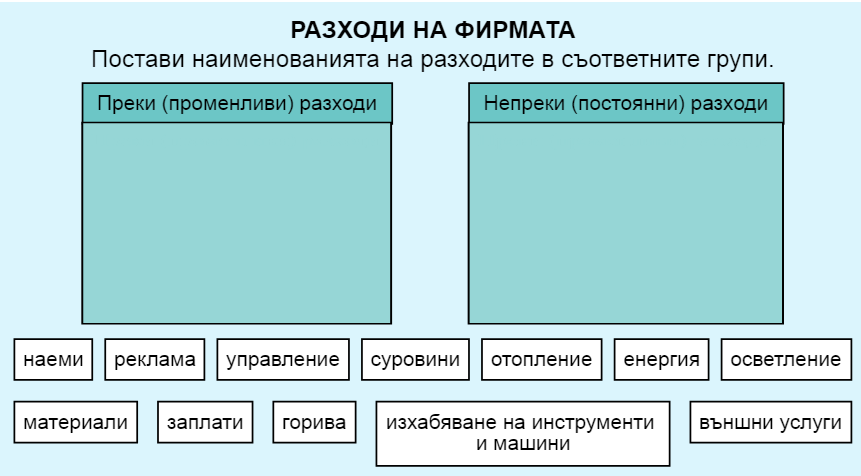 РАЗХОДИ НА ФИРМАТА
Постави наименованията на разходите в съответните групи.
Преки (променливи) разходи
Непреки (постоянни) разходи
наеми
реклама
управление
суровини
отопление
енергия
осветление
материали
заплати
горива
изхабяване на инструменти
и машини
външни услуги